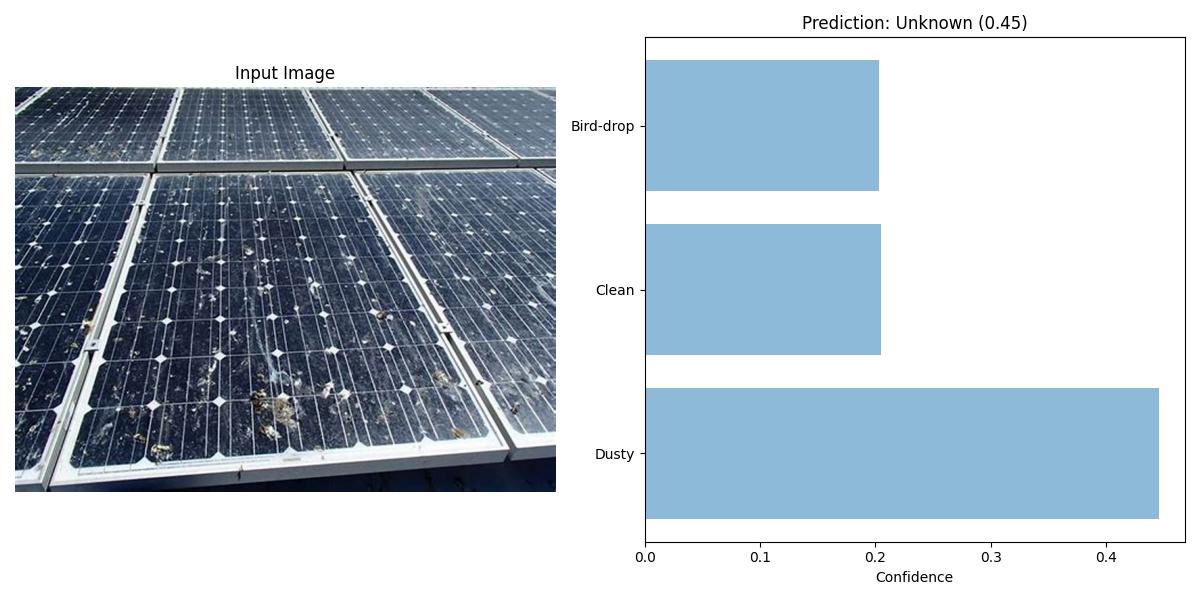 Input Image
Prediction: Unknown (0.45)
Bird-drop
Clean
Dusty
0.0 0.1 0.2 0.3 0.4
Confidence